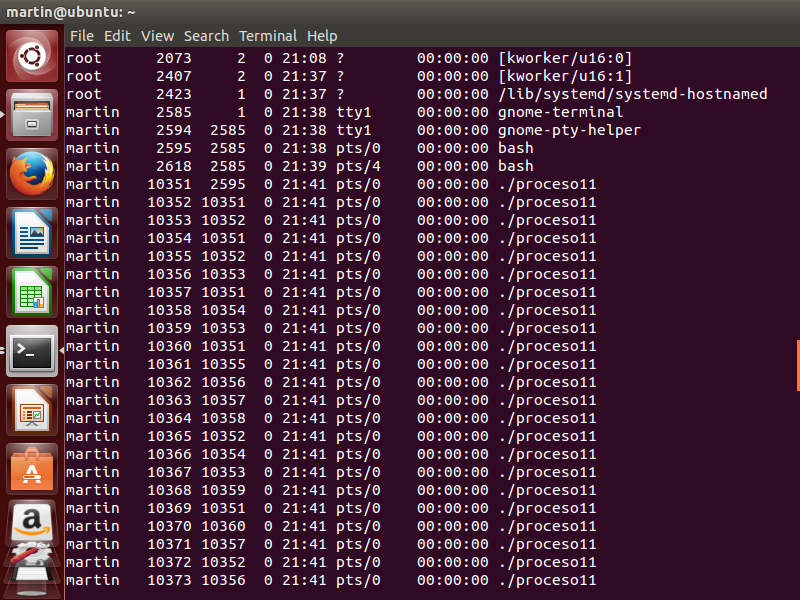 martin@ubuntu: ~
File Edit View Search Terminal Help
root 2073 2 0 21:08 ? 00:00:00 [kworker/u16:0]
root 2407 2 0 21:37 ? 00:00:00 [kworker/u16:1]
root 2423 1 0 21:37 ? 00:00:00 /lib/systemd/systemd-hostnamed
martin 2585 1 0 21:38 tty1 00:00:00 gnome-terminal
martin 2594 2585 0 21:38 tty1 00:00:00 gnome-pty-helper
martin 2595 2585 0 21:38 pts/0 00:00:00 bash
martin 2618 2585 0 21:39 pts/4 00:00:00 bash
martin 10351 2595 0 21:41 pts/0 00:00:00 ./proceso11
martin 10352 10351 0 21:41 pts/0 00:00:00 ./proceso11
martin 10353 10352 0 21:41 pts/0 00:00:00 ./proceso11
martin 10354 10351 0 21:41 pts/0 00:00:00 ./proceso11
martin 10355 10352 0 21:41 pts/0 00:00:00 ./proceso11
martin 10356 10353 0 21:41 pts/0 00:00:00 ./proceso11
martin 10357 10351 0 21:41 pts/0 00:00:00 ./proceso11
martin 10358 10354 0 21:41 pts/0 00:00:00 ./proceso11
martin 10359 10353 0 21:41 pts/0 00:00:00 ./proceso11
martin 10360 10351 0 21:41 pts/0 00:00:00 ./proceso11
martin 10361 10355 0 21:41 pts/0 00:00:00 ./proceso11
martin 10362 10356 0 21:41 pts/0 00:00:00 ./proceso11
martin 10363 10357 0 21:41 pts/0 00:00:00 ./proceso11
martin 10364 10358 0 21:41 pts/0 00:00:00 ./proceso11
martin 10365 10352 0 21:41 pts/0 00:00:00 ./proceso11
martin 10366 10354 0 21:41 pts/0 00:00:00 ./proceso11
martin 10367 10353 0 21:41 pts/0 00:00:00 ./proceso11
martin 10368 10359 0 21:41 pts/0 00:00:00 ./proceso11
martin 10369 10351 0 21:41 pts/0 00:00:00 ./proceso11
martin 10370 10360 0 21:41 pts/0 00:00:00 ./proceso11
martin 10371 10357 0 21:41 pts/0 00:00:00 ./proceso11
martin 10372 10355 0 21:41 pts/0 00:00:00 ./proceso11
martin 10373 10356 0 21:41 pts/0 00:00:00 ./proceso11